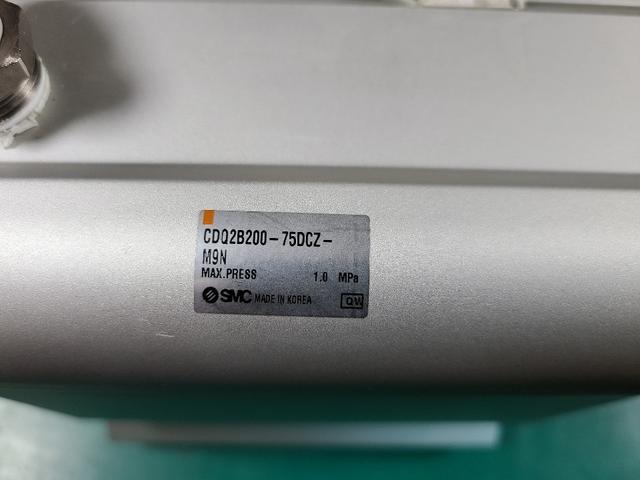 CDQ2B200-75DCZ-
M9N
MAX.PRESS 1.0 MPa
SMC MADE IN KOREA QW